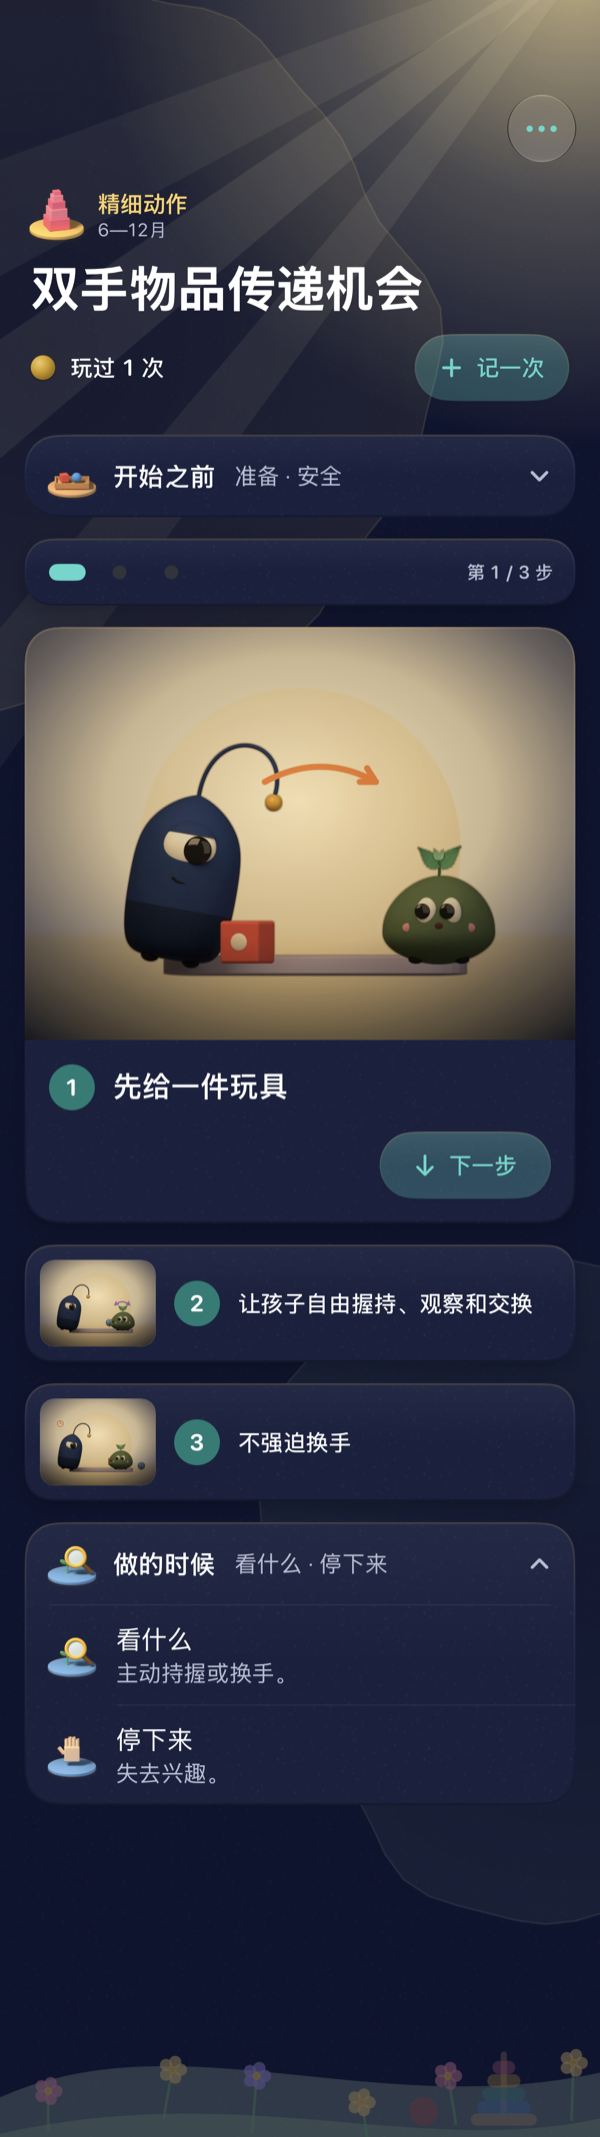 精细动作
6—12月
双手物品传递机会
玩过 1 次
记一次
开始之前 准备 · 安全
第 1 / 3 步
1 先给一件玩具
下一步
2 让孩子自由握持、观察和交换
3 不强迫换手
做的时候 看什么 · 停下来
看什么
主动持握或换手。
停下来
失去兴趣。